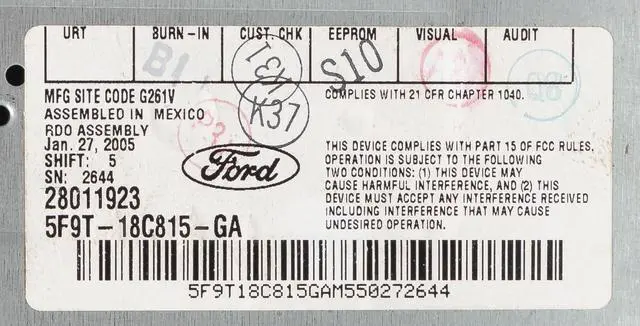 URT BURN-IN CUST. CHK EEPROM VISUAL AUDIT
S10
K37
MFG SITE CODE G261V
ASSEMBLED IN MEXICO
RDO ASSEMBLY
Jan. 27, 2005
SHIFT: 5
SN: 2644
28011923
5F9T-18C815-GA
Ford
COMPLIES WITH 21 CFR CHAPTER 1040.
THIS DEVICE COMPLIES WITH PART 15 OF FCC RULES.
OPERATION IS SUBJECT TO THE FOLLOWING
TWO CONDITIONS: (1) THIS DEVICE MAY
CAUSE HARMFUL INTERFERENCE, AND (2) THIS
DEVICE MUST ACCEPT ANY INTERFERENCE RECEIVED
INCLUDING INTERFERENCE THAT MAY CAUSE
UNDESIRED OPERATION.
5F9T18C815GAM550272644